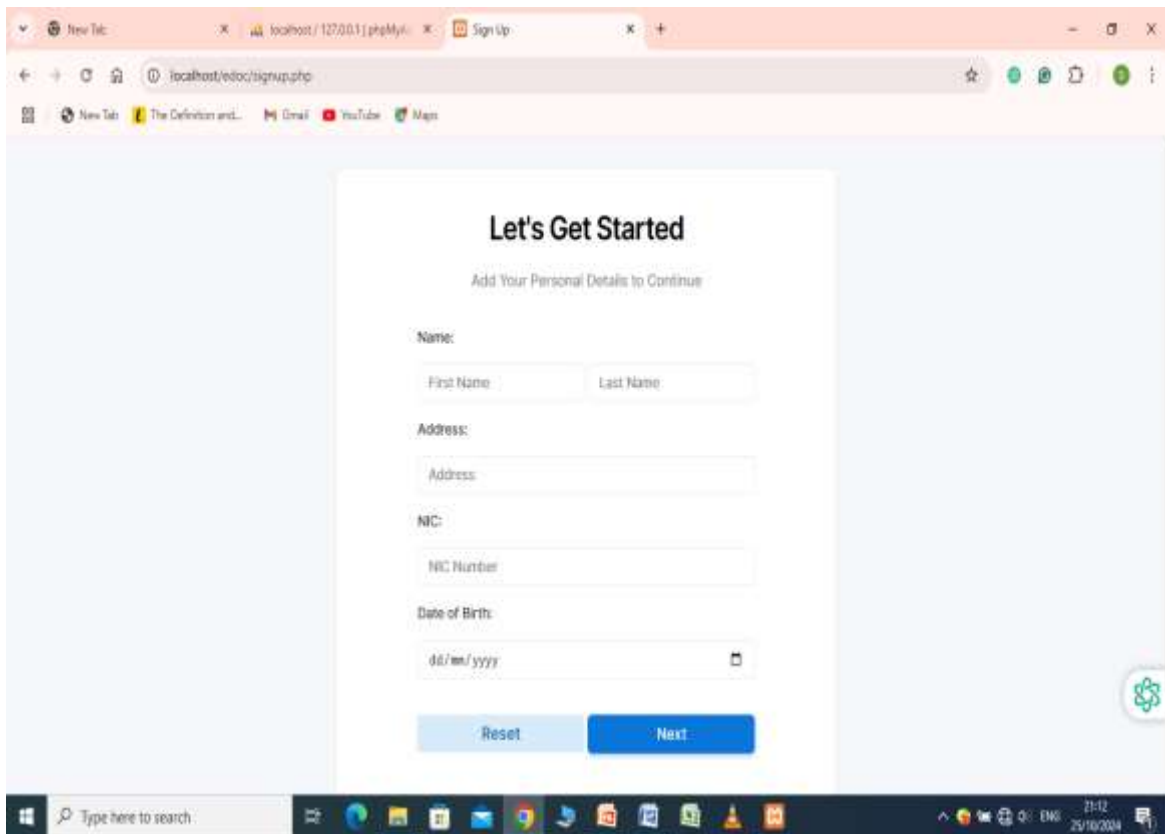 New Tab localhost / 127.0.0.1 | phpMyA Sign Up
localhost/edoc/signup.php
New Tab The Definition and... Gmail YouTube Maps
Let's Get Started
Add Your Personal Details to Continue
Name:
First Name Last Name
Address:
Address
NIC:
NIC Number
Date of Birth:
dd/mm/yyyy
Reset Next
Type here to search ENG 21:12
25/10/2024